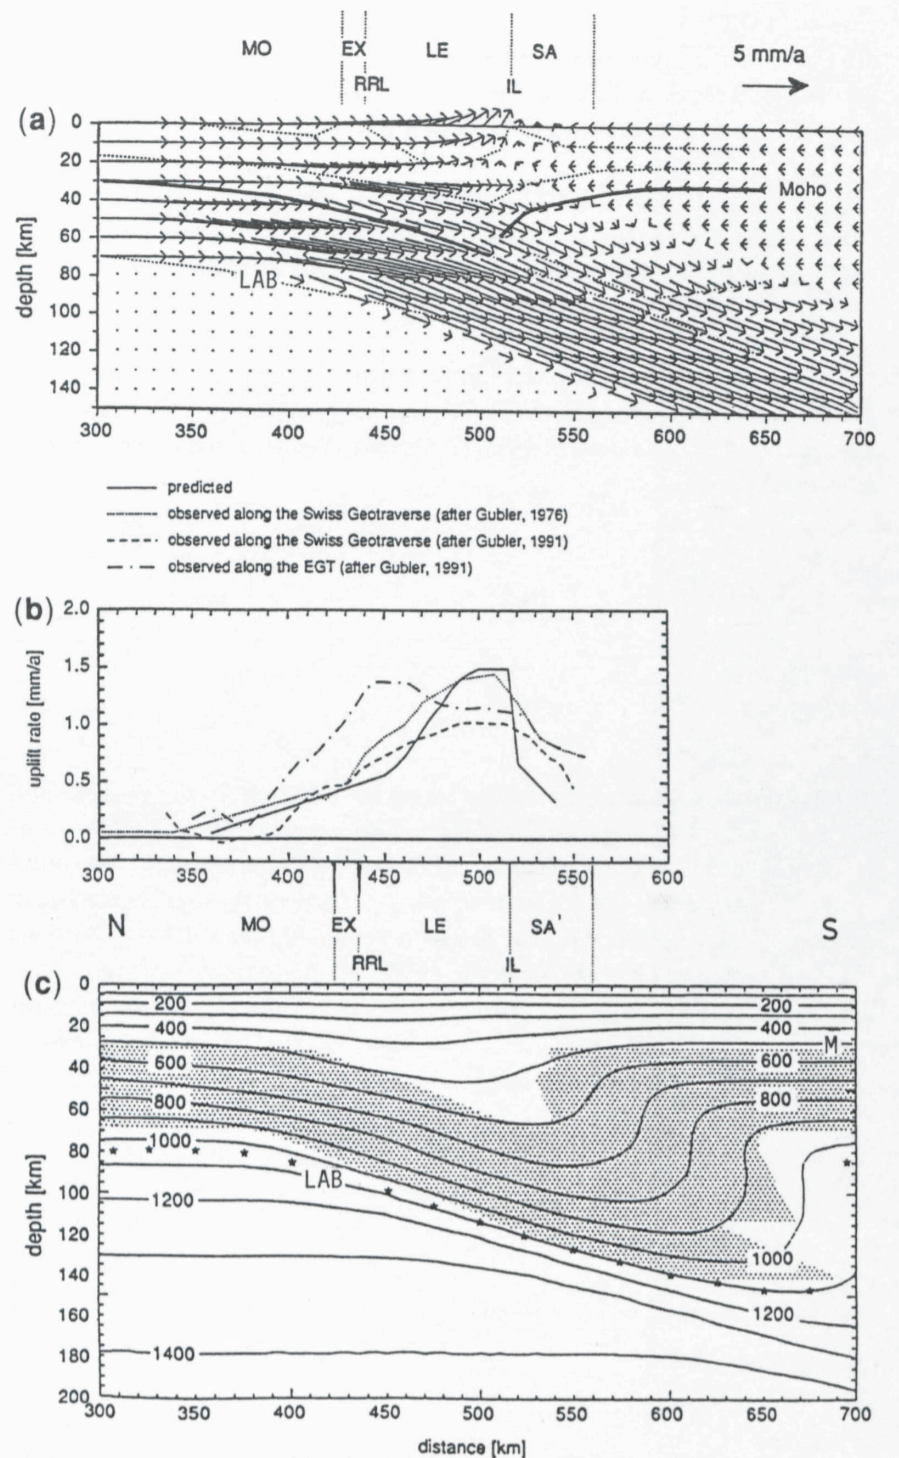 MO EX LE SA 5 mm/a
RRL IL
(a)
0
20
40
60
80
100
120
140
depth [km]
Moho
LAB
300 350 400 450 500 550 600 650 700
predicted
observed along the Swiss Geotraverse (after Gubler, 1976)
observed along the Swiss Geotraverse (after Gubler, 1991)
observed along the EGT (after Gubler, 1991)
(b)
2.0
1.5
1.0
0.5
0.0
uplift rato [mm/a]
300 350 400 450 500 550 600
N MO EX LE SA' S
RRL IL
(c)
0
20
40
60
80
100
120
140
160
180
200
depth [km]
200 200
400 400
M
600 600
800 800
1000
LAB
1200
1000
1200
1400
300 350 400 450 500 550 600 650 700
distance [km]